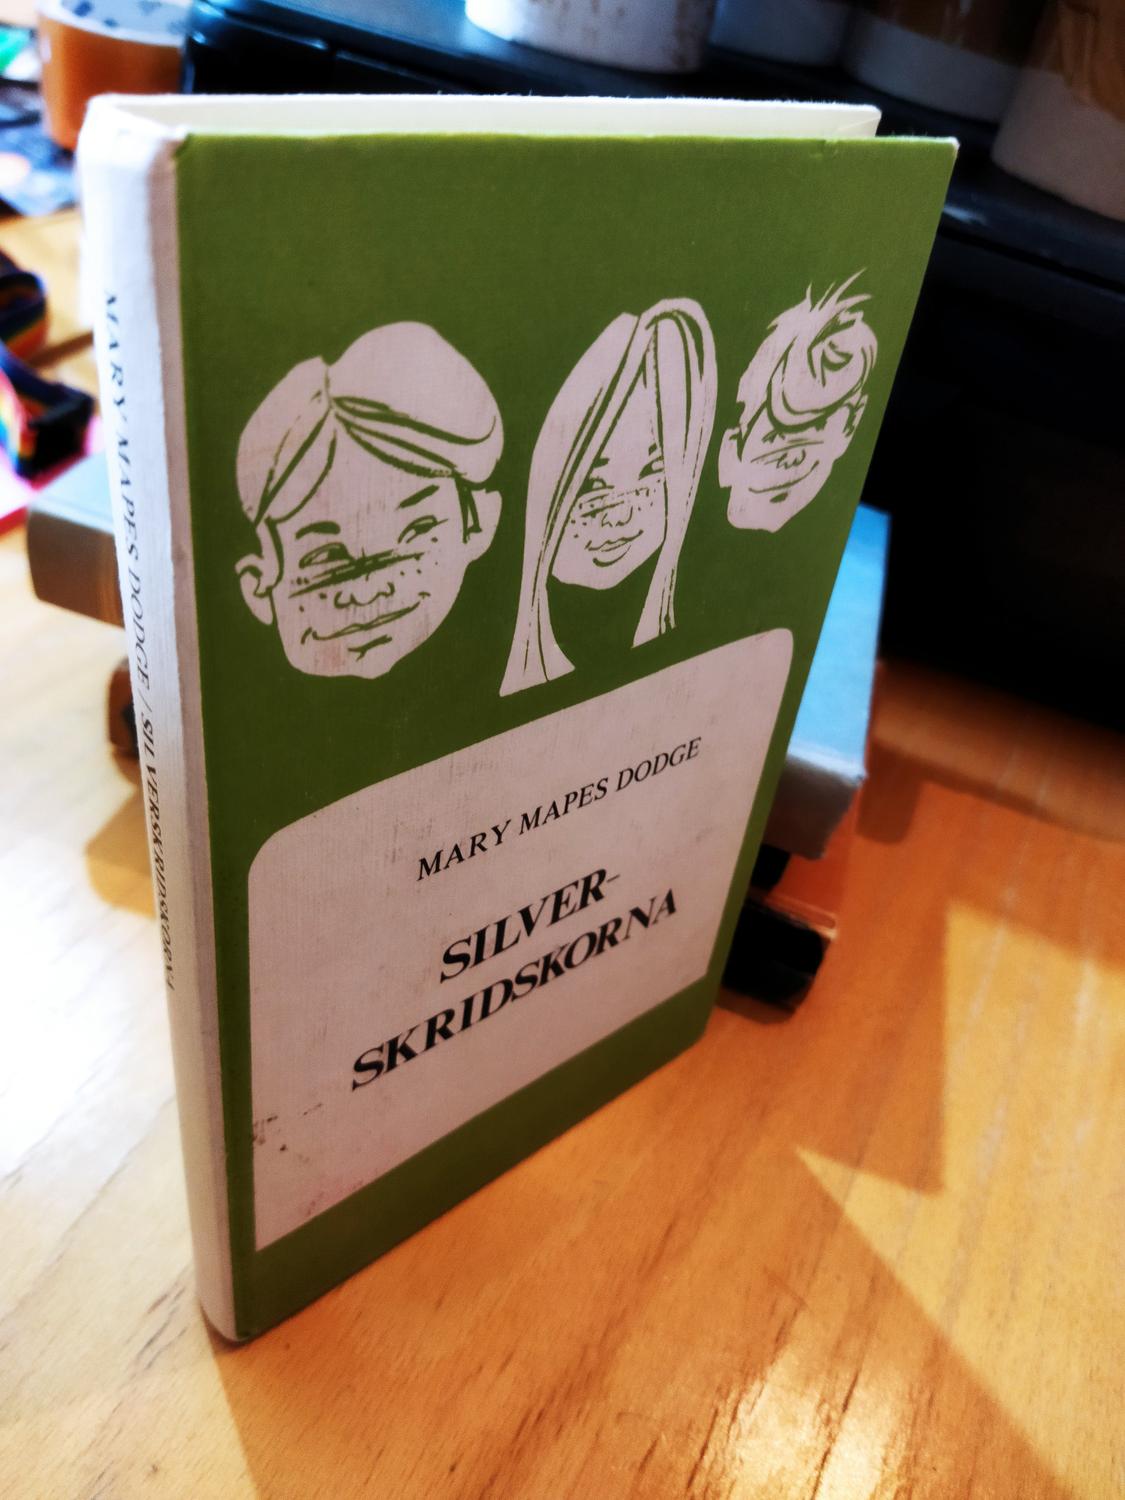 MARY MAPES DODGE / SILVERSKRIDSKORNA
MARY MAPES DODGE
SILVER-
SKRIDSKORNA